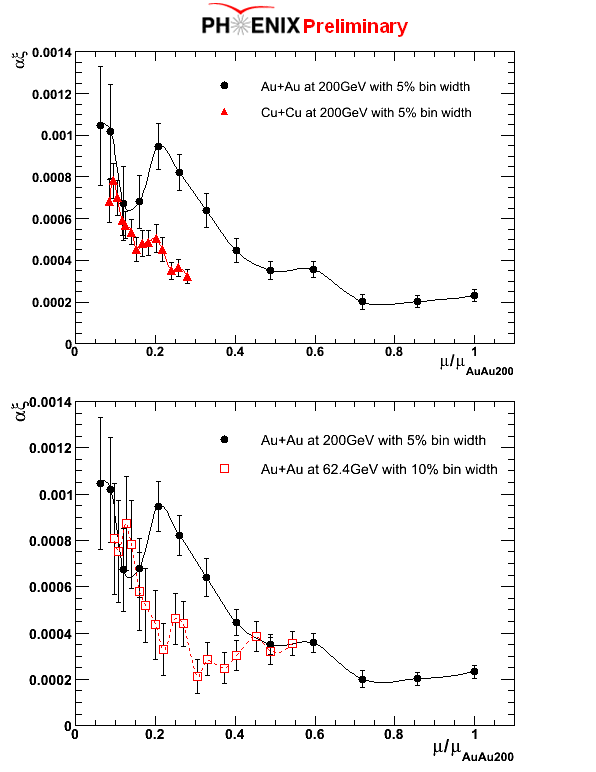 PHENIX Preliminary
αξ
0.0014
0.0012
0.001
0.0008
0.0006
0.0004
0.0002
0
Au+Au at 200GeV with 5% bin width
Cu+Cu at 200GeV with 5% bin width
0 0.2 0.4 0.6 0.8 1
μ/μ AuAu200
αξ
0.0014
0.0012
0.001
0.0008
0.0006
0.0004
0.0002
0
Au+Au at 200GeV with 5% bin width
Au+Au at 62.4GeV with 10% bin width
0 0.2 0.4 0.6 0.8 1
μ/μ AuAu200